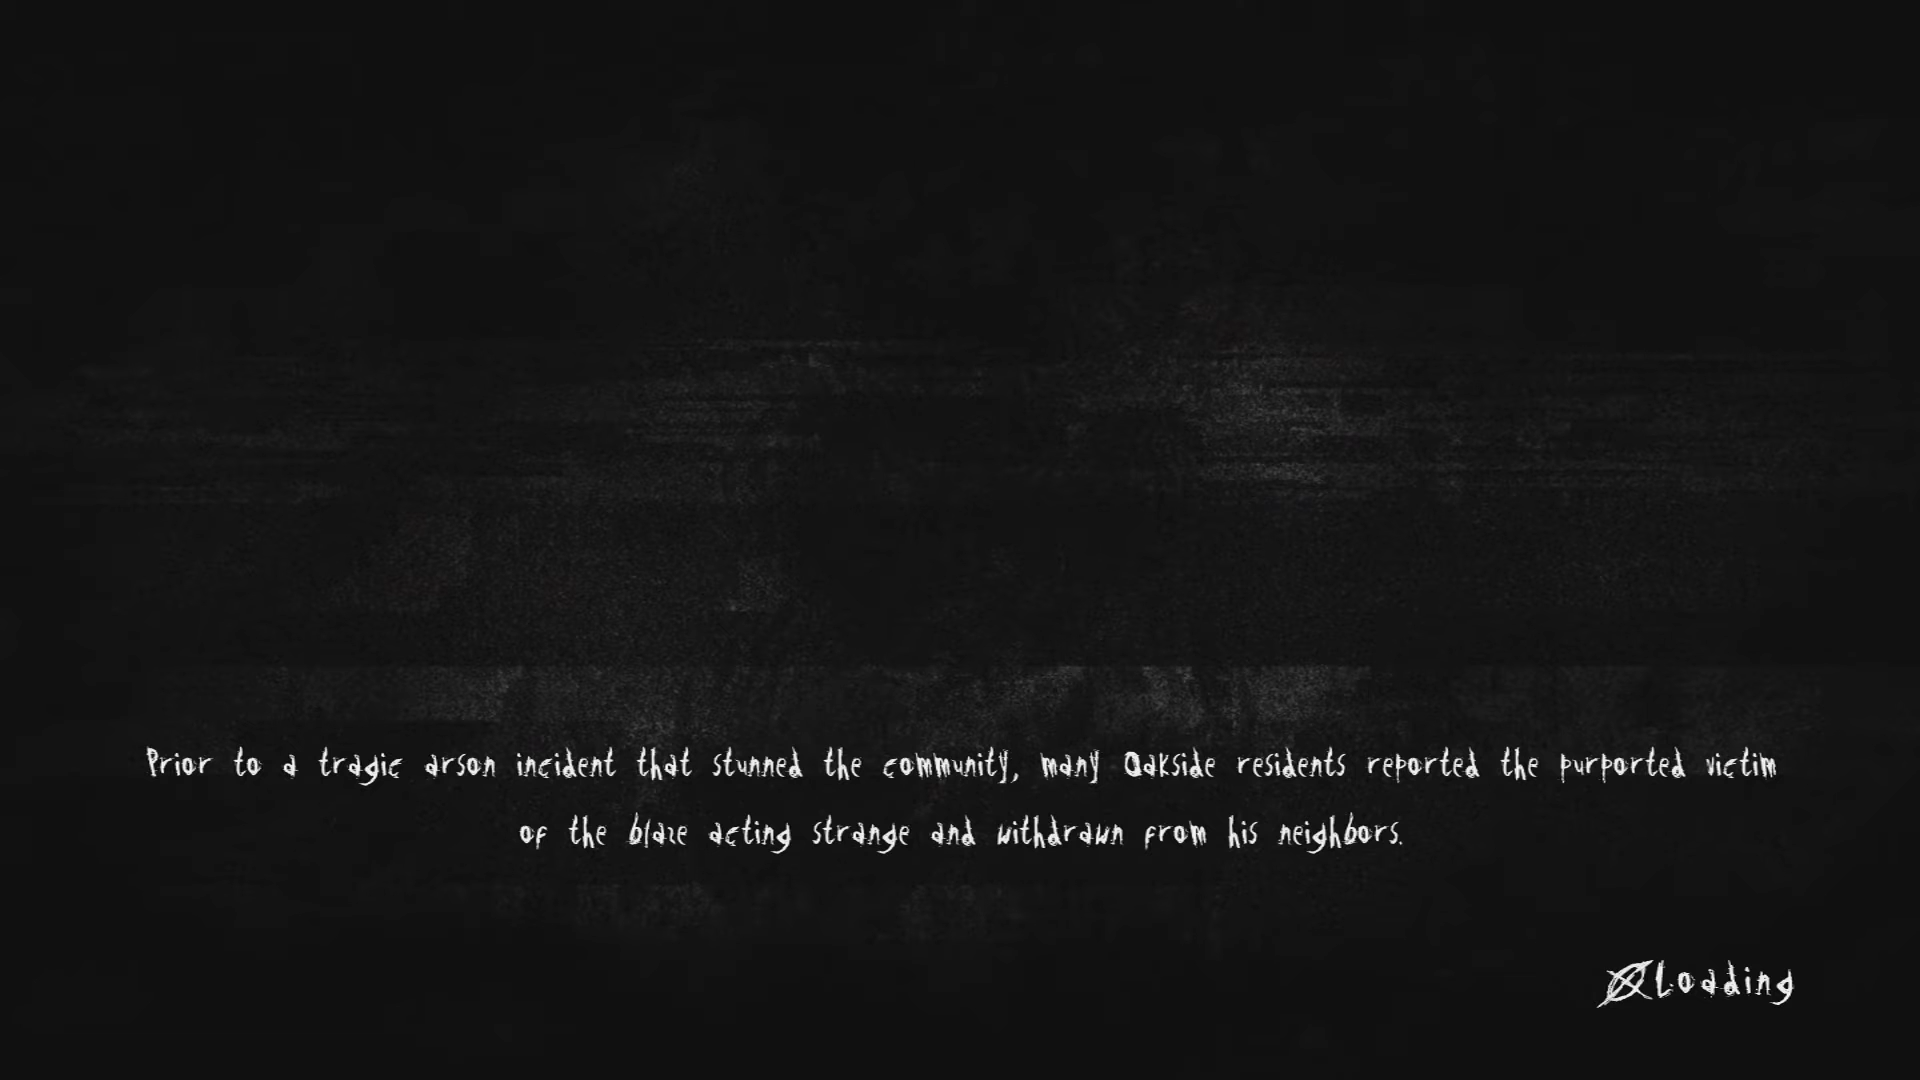 Prior to a tragic arson incident that stunned the community, many Oakside residents reported the purported victim
of the blaze acting strange and withdrawn from his neighbors.
Loading